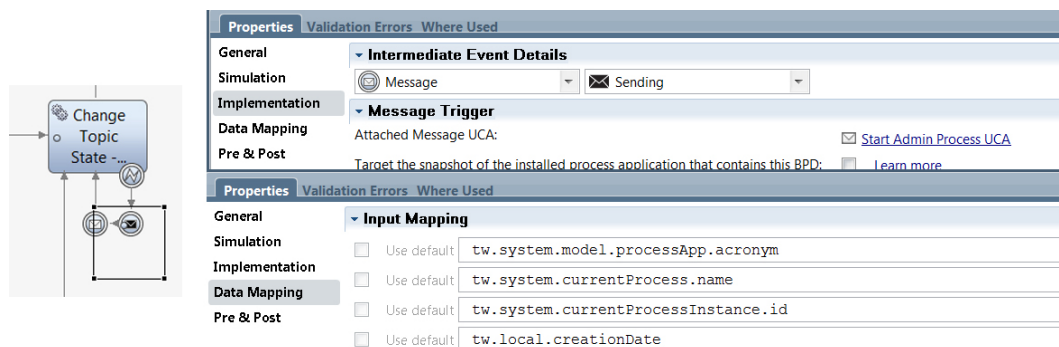 Change
Topic
State -...
Properties Validation Errors Where Used
General
Simulation
Implementation
Data Mapping
Pre & Post
Intermediate Event Details
Message Sending
Message Trigger
Attached Message UCA: Start Admin Process UCA
Target the snapshot of the installed process application that contains this BPD: Learn more
Properties Validation Errors Where Used
General
Simulation
Implementation
Data Mapping
Pre & Post
Input Mapping
Use default tw.system.model.processApp.acronym
Use default tw.system.currentProcess.name
Use default tw.system.currentProcessInstance.id
Use default tw.local.creationDate